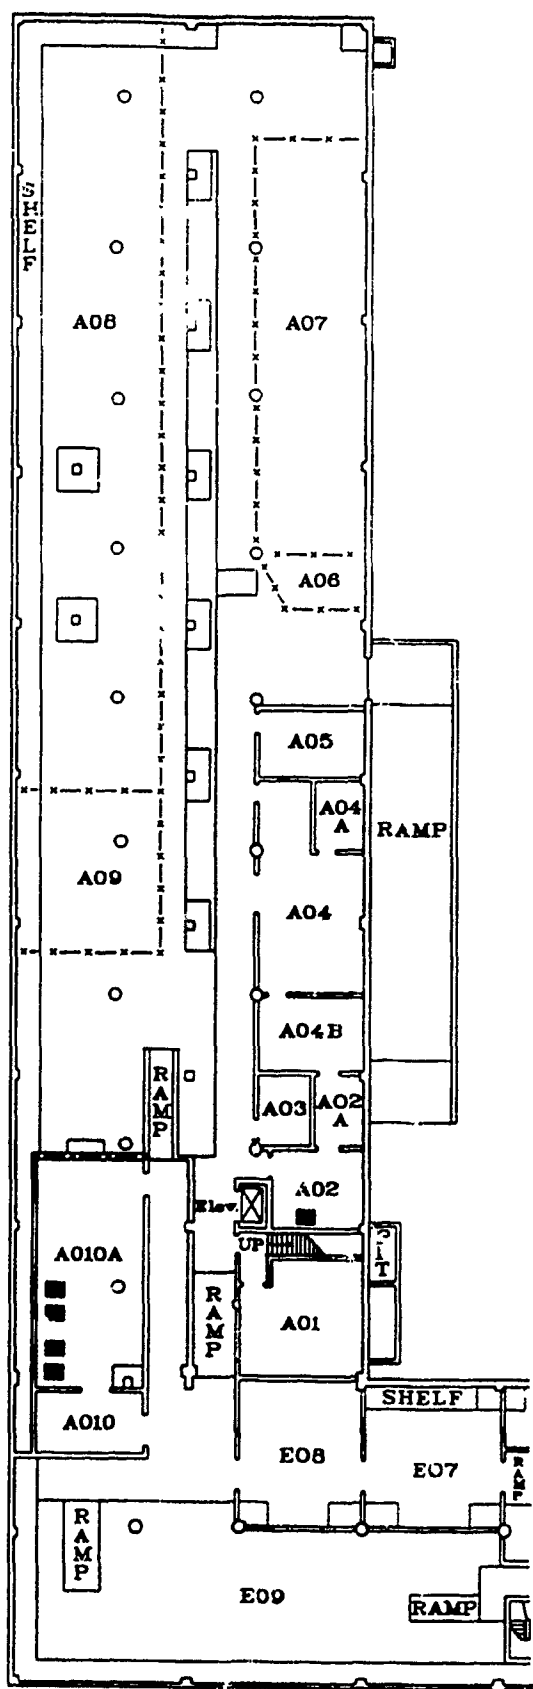 SHELF
A08
A07
A06
A05
A04
A
RAMP
A09
A04
A04B
RAMP
A03
A02
A
A02
Elev.
UP
A010A
PIT
RAMP
A01
SHELF
A010
E08
E07
RAMP
RAMP
E09
RAMP